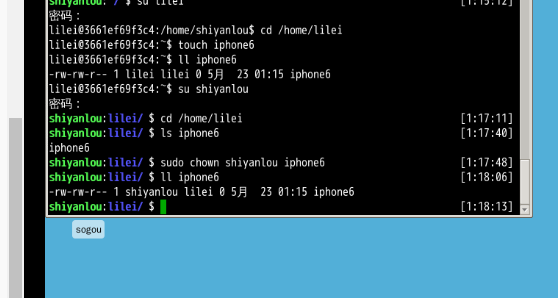 shiyanlou: / $ su lilei [1:15:12]
密码：
lilei@3661ef69f3c4:/home/shiyanlou$ cd /home/lilei
lilei@3661ef69f3c4:~$ touch iphone6
lilei@3661ef69f3c4:~$ ll iphone6
-rw-rw-r-- 1 lilei lilei 0 5月  23 01:15 iphone6
lilei@3661ef69f3c4:~$ su shiyanlou
密码：
shiyanlou:lilei/ $ cd /home/lilei [1:17:11]
shiyanlou:lilei/ $ ls iphone6 [1:17:40]
iphone6
shiyanlou:lilei/ $ sudo chown shiyanlou iphone6 [1:17:48]
shiyanlou:lilei/ $ ll iphone6 [1:18:06]
-rw-rw-r-- 1 shiyanlou lilei 0 5月  23 01:15 iphone6
shiyanlou:lilei/ $ [1:18:13]
sogou